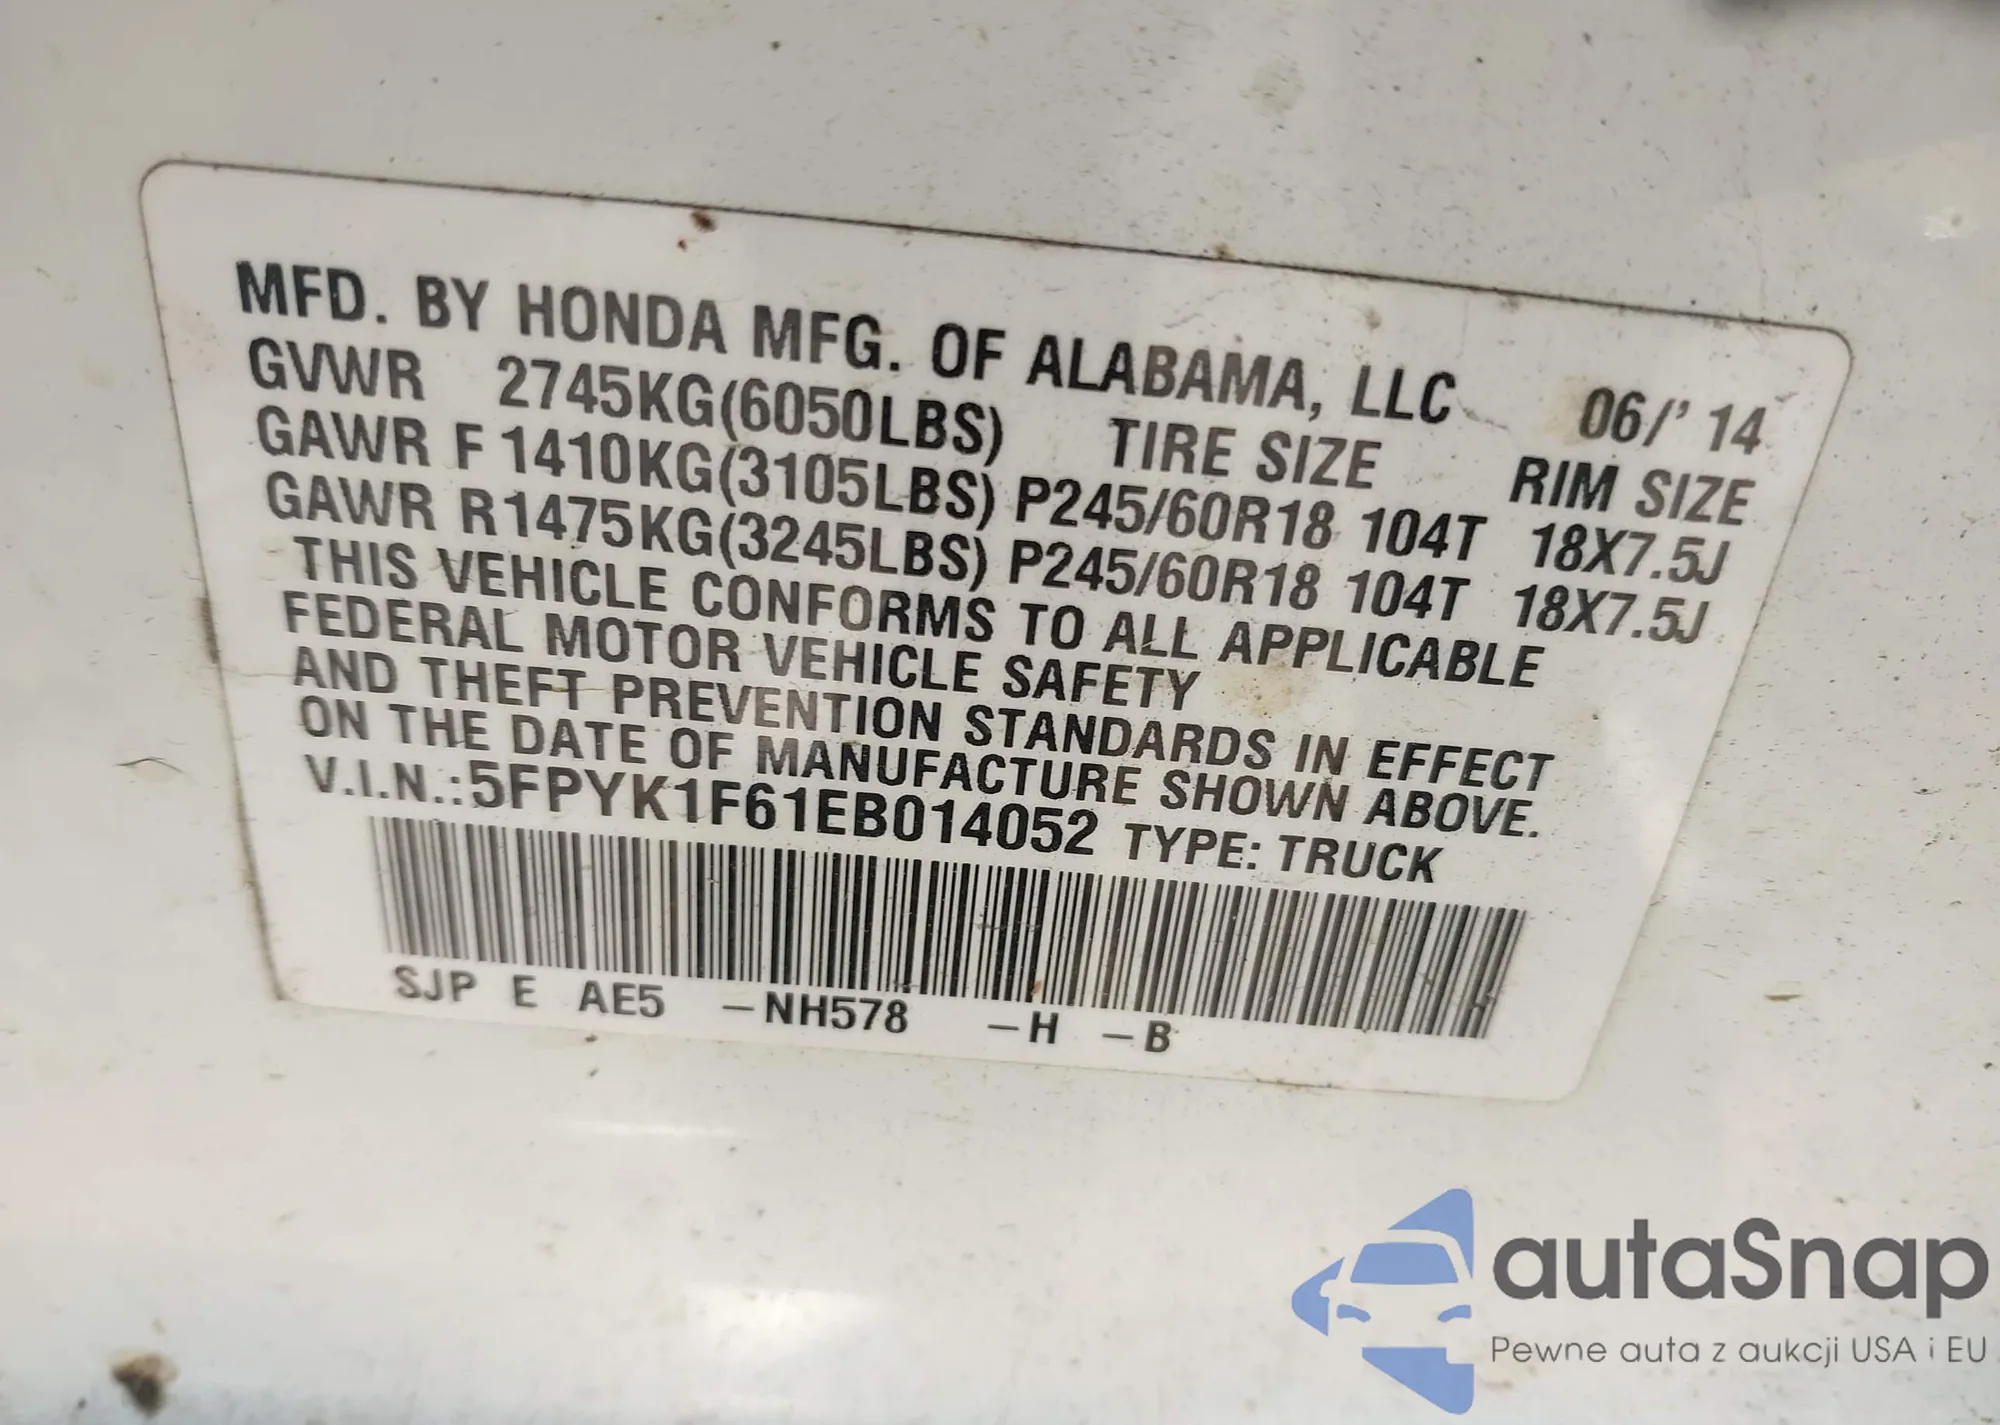 MFD. BY HONDA MFG. OF ALABAMA, LLC 06/'14
GVWR 2745KG(6050LBS) TIRE SIZE RIM SIZE
GAWR F 1410KG(3105LBS) P245/60R18 104T 18X7.5J
GAWR R1475KG(3245LBS) P245/60R18 104T 18X7.5J
THIS VEHICLE CONFORMS TO ALL APPLICABLE
FEDERAL MOTOR VEHICLE SAFETY
AND THEFT PREVENTION STANDARDS IN EFFECT
ON THE DATE OF MANUFACTURE SHOWN ABOVE.
V.I.N.:5FPYK1F61EB014052 TYPE: TRUCK
SJP E AE5 –NH578 –H –B
autaSnap
Pewne auta z aukcji USA i EU